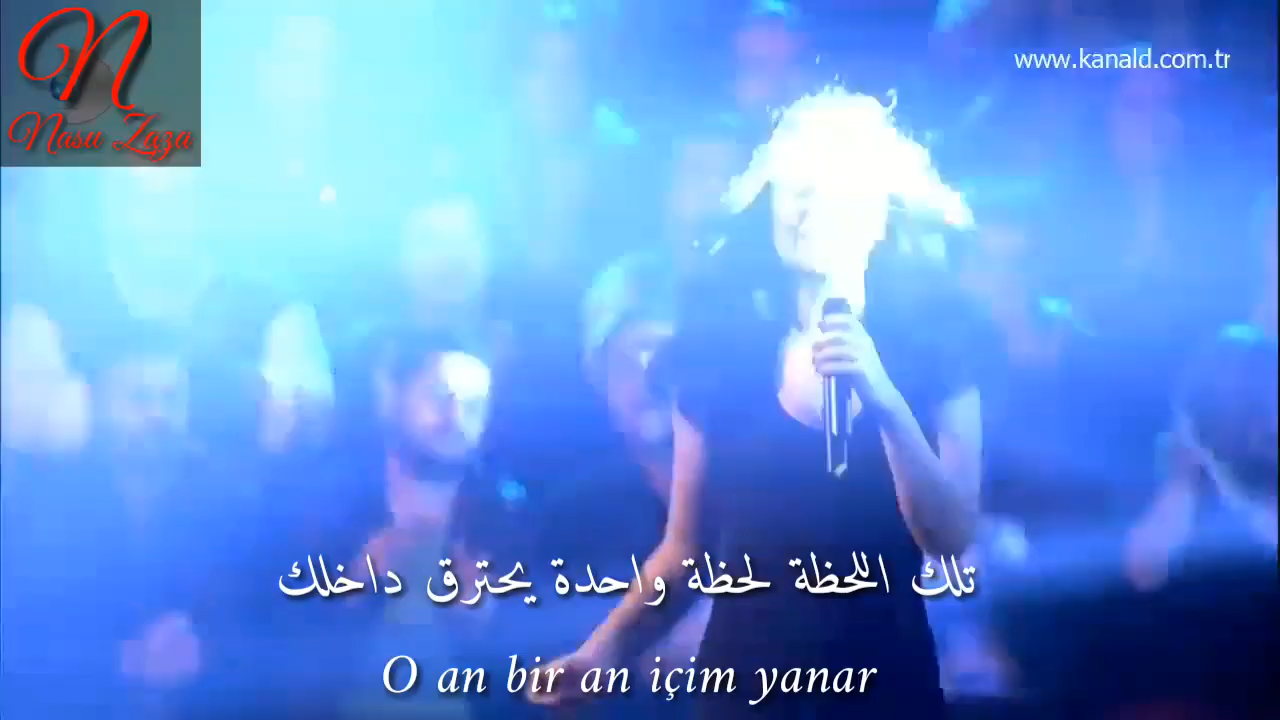 N
Nasu Zaza
www.kanald.com.tr
تلك اللحظة لحظة واحدة يحترق داخلك
O an bir an içim yanar